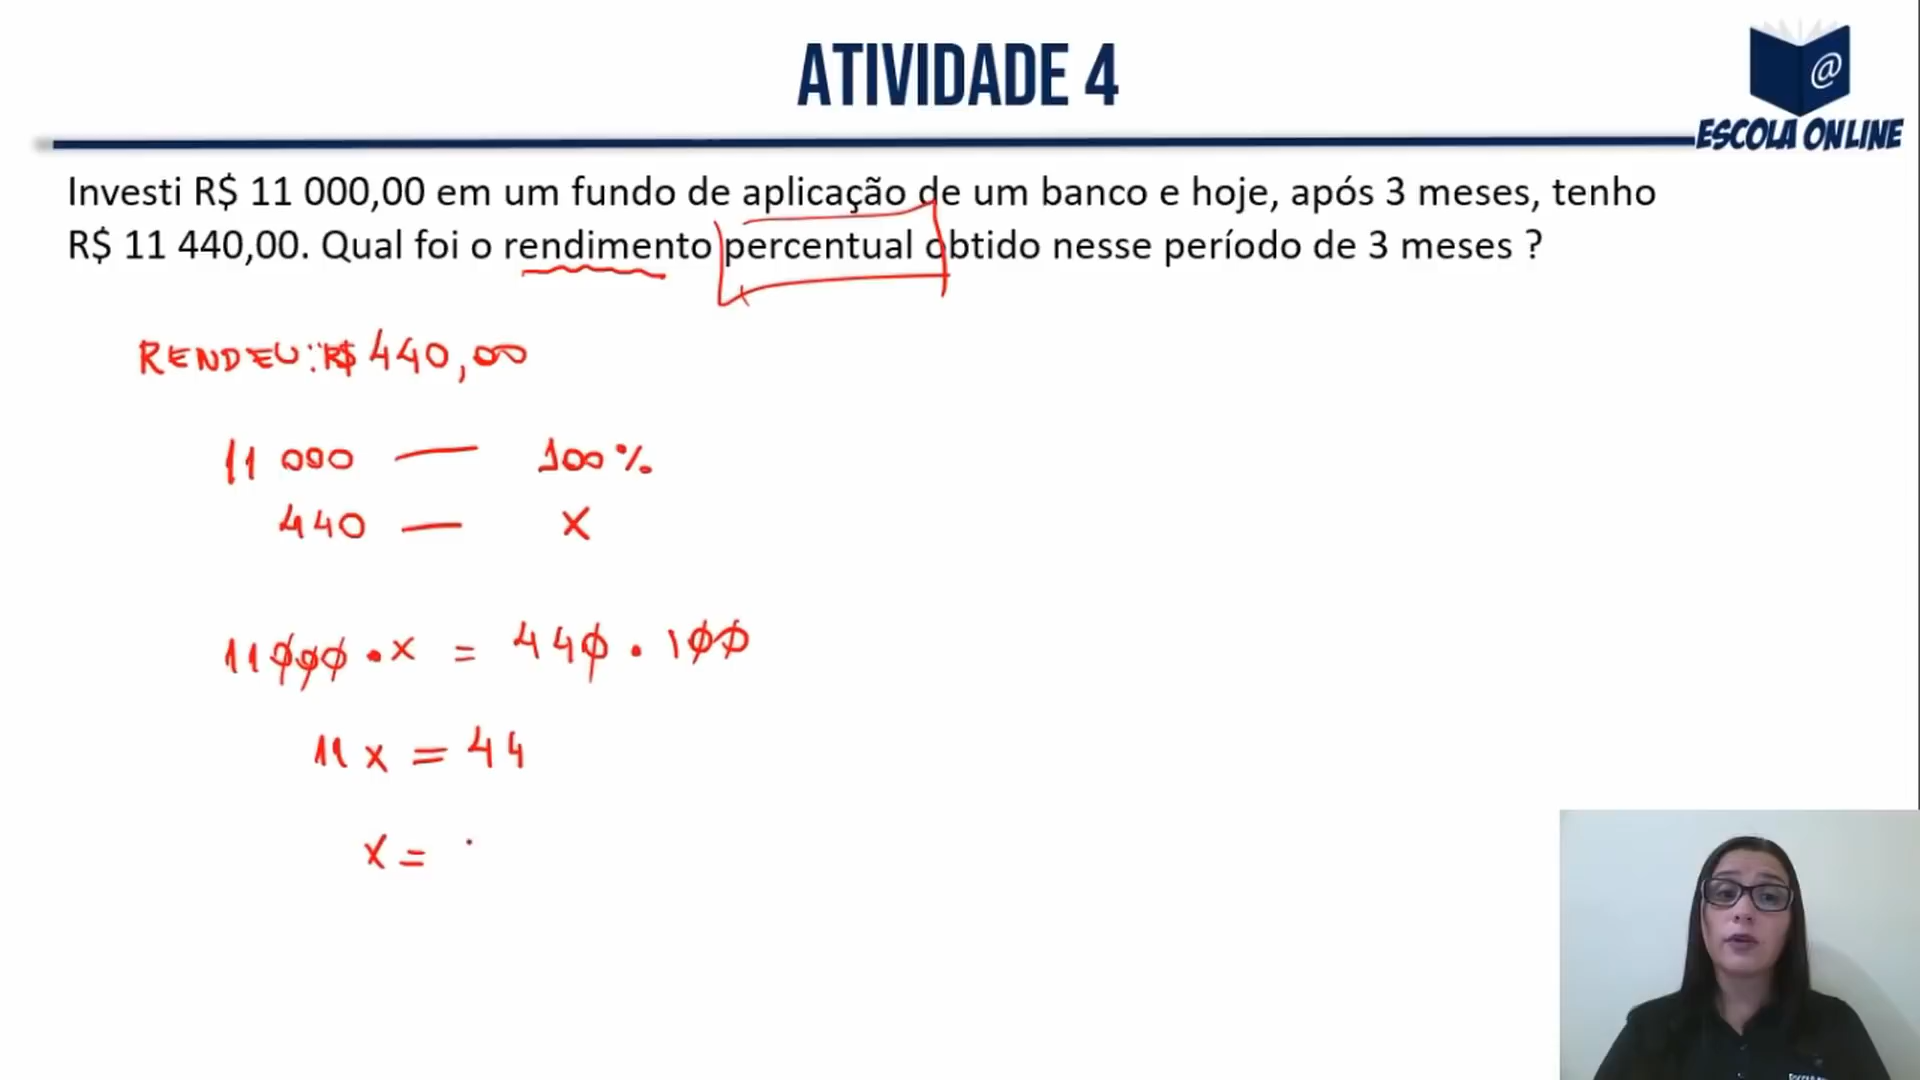 ATIVIDADE 4
@
ESCOLA ONLINE
Investi R$ 11 000,00 em um fundo de aplicação de um banco e hoje, após 3 meses, tenho
R$ 11 440,00. Qual foi o rendimento percentual obtido nesse período de 3 meses ?
RENDEU: R$ 440,00
11 000 — 100%
440 — x
11000 . x = 440 . 100
11 x = 44
x =